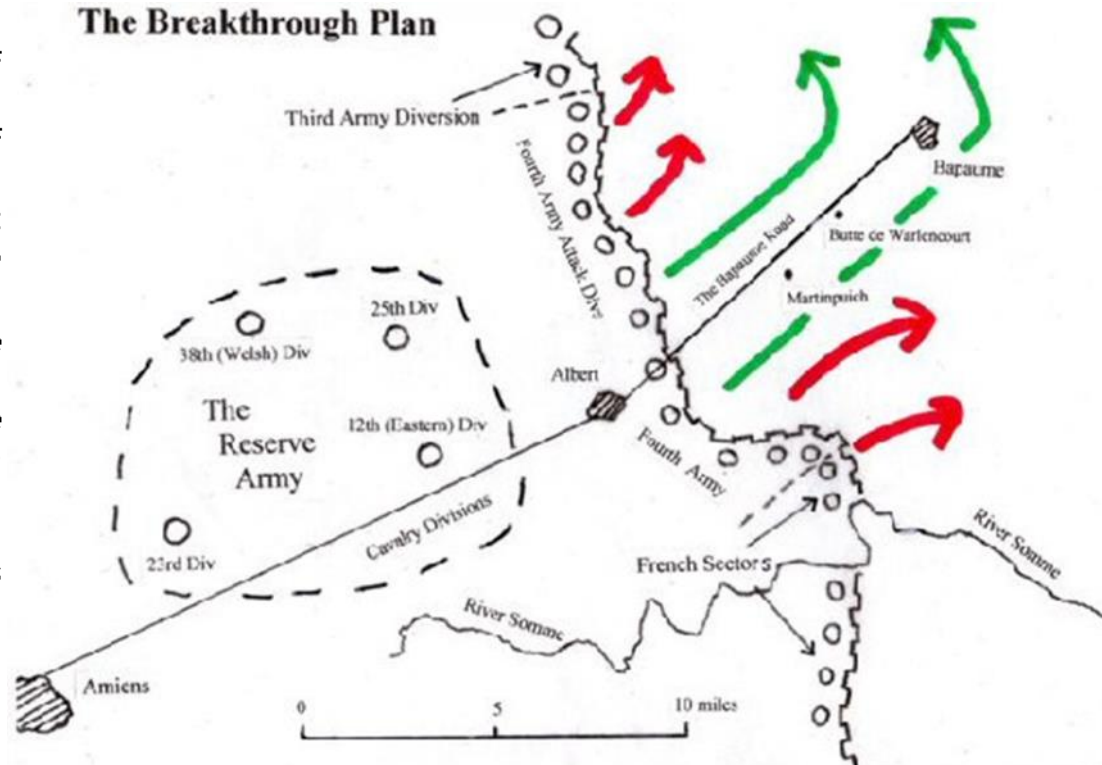 The Breakthrough Plan
Third Army Diversion
Fourth Army Attack Divs
Bapaume
The Bapaume Road
Butte de Warlencourt
Martinpuich
25th Div
38th (Welsh) Div
Albert
The
Reserve
Army
12th (Eastern) Div
Fourth Army
Cavalry Divisions
23rd Div
French Sectors
River Somme
River Somme
Amiens
0
5
10 miles